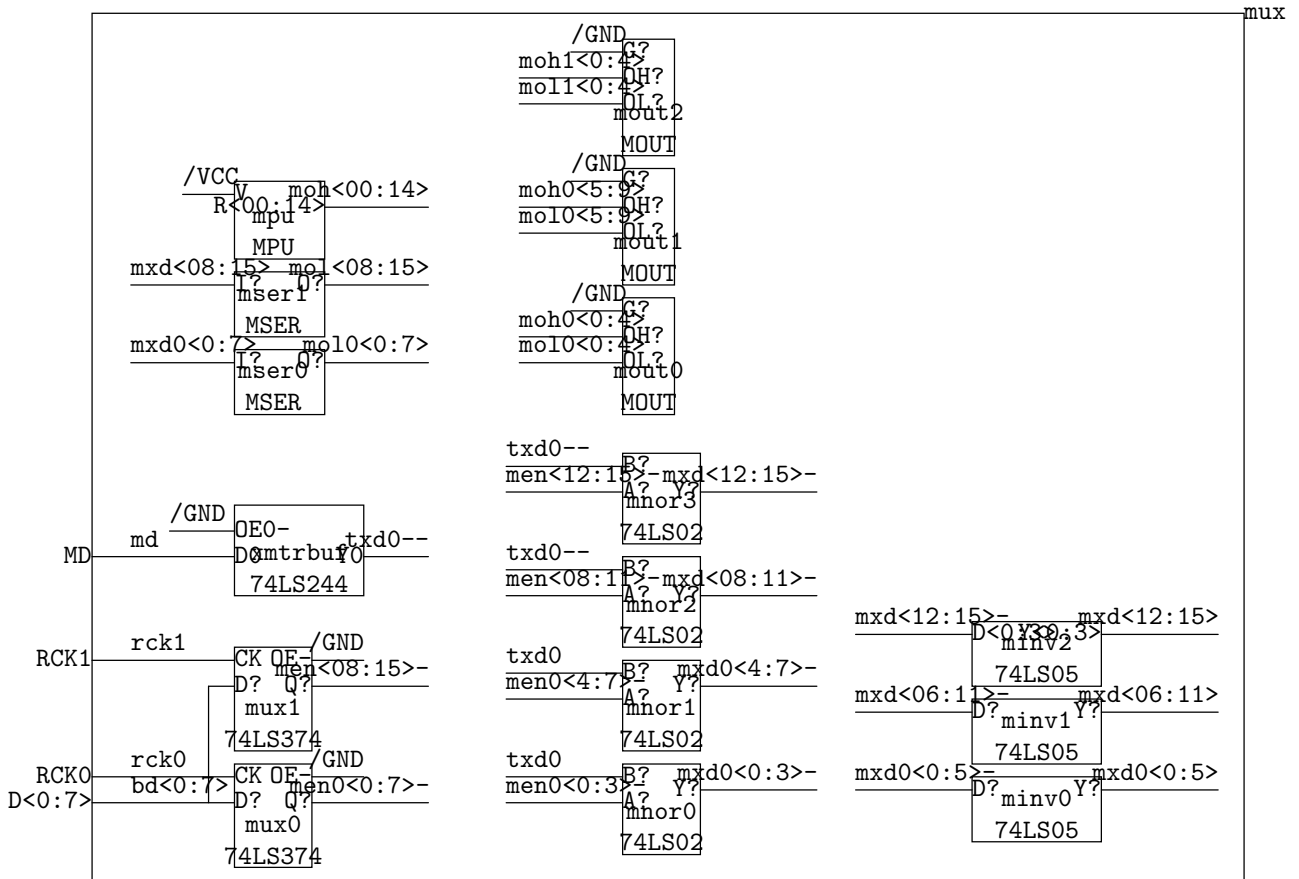 mux
/GND
G?
moh1<0:4>
OH?
mol1<0:4>
OL?
mout2
MOUT
/GND
G?
moh0<5:9>
OH?
mol0<5:9>
OL?
mout1
MOUT
/GND
G?
moh0<0:4>
OH?
mol0<0:4>
OL?
mout0
MOUT
/VCC
V
moh<00:14>
R<00:14>
mpu
MPU
mxd<08:15>
mol<08:15>
I?
O?
mser1
MSER
mxd0<0:7>
mol0<0:7>
I?
O?
mser0
MSER
txd0--
B?
men<12:15>-
mxd<12:15>-
A?
Y?
mnor3
74LS02
/GND
OE0-
MD
md
D0
xmtrbuf
Y0
txd0--
74LS244
txd0--
B?
men<08:11>-
mxd<08:11>-
A?
Y?
mnor2
74LS02
mxd<12:15>-
mxd<12:15>
D<0:3>
Y<0:3>
minv2
74LS05
RCK1
rck1
CK
OE-
/GND
men<08:15>-
D?
Q?
mux1
74LS374
txd0
B?
men0<4:7>-
mxd0<4:7>-
A?
Y?
mnor1
74LS02
mxd<06:11>-
mxd<06:11>
D?
Y?
minv1
74LS05
RCK0
rck0
CK
OE-
/GND
D<0:7>
bd<0:7>
men0<0:7>-
D?
Q?
mux0
74LS374
txd0
B?
men0<0:3>-
mxd0<0:3>-
A?
Y?
mnor0
74LS02
mxd0<0:5>-
mxd0<0:5>
D?
Y?
minv0
74LS05